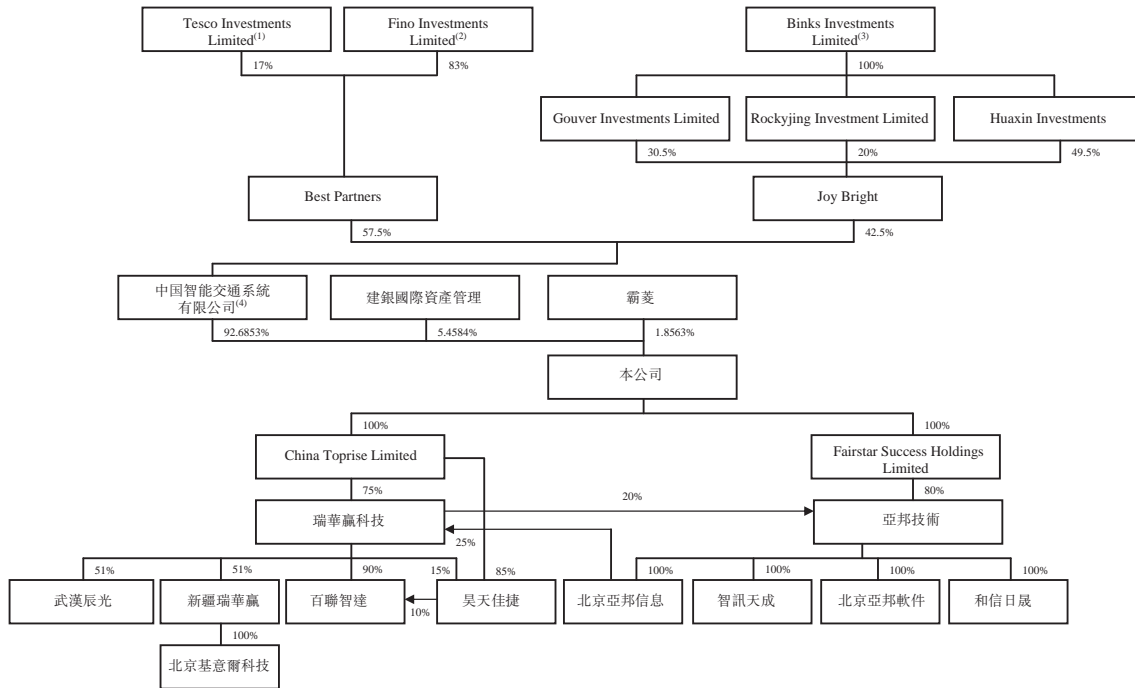 Tesco Investments
Limited(1)
Fino Investments
Limited(2)
Binks Investments
Limited(3)
17%
83%
100%
Gouver Investments Limited
Rockyjing Investment Limited
Huaxin Investments
30.5%
20%
49.5%
Best Partners
Joy Bright
57.5%
42.5%
中国智能交通系統
有限公司(4)
建銀國際資產管理
霸菱
92.6853%
5.4584%
1.8563%
本公司
100%
100%
China Toprise Limited
Fairstar Success Holdings
Limited
75%
20%
80%
瑞華贏科技
亞邦技術
25%
51%
51%
90%
15%
85%
100%
100%
100%
100%
武漢辰光
新疆瑞華贏
百聯智達
10%
昊天佳捷
北京亞邦信息
智訊天成
北京亞邦軟件
和信日晟
100%
北京基意爾科技